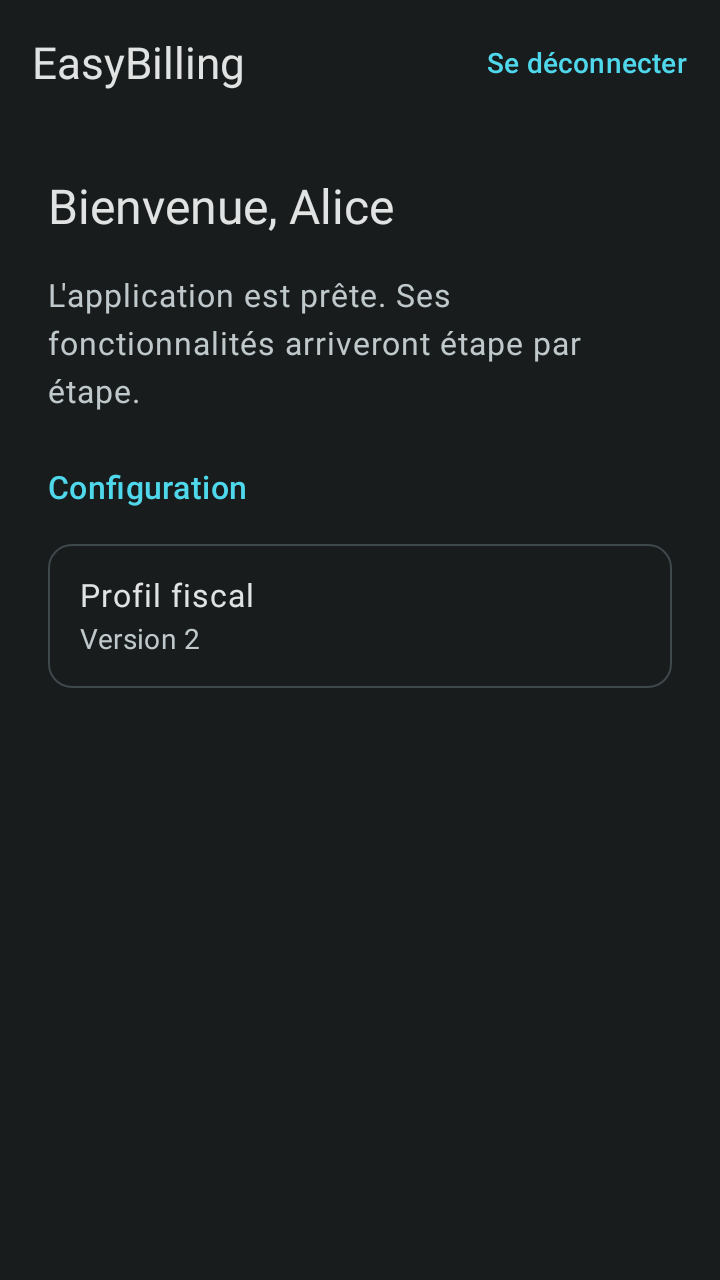 EasyBilling
Se déconnecter
Bienvenue, Alice
L'application est prête. Ses
fonctionnalités arriveront étape par
étape.
Configuration
Profil fiscal
Version 2